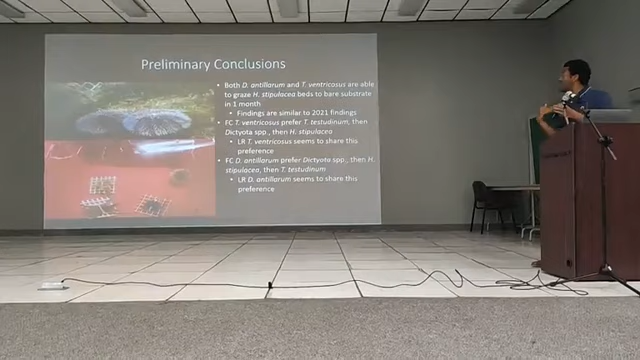 Preliminary Conclusions
• Both D. antillarum and T. ventricosus are able
to graze H. stipulacea beds to bare substrate
in 1 month
• Findings are similar to 2021 findings
• FC T. ventricosus prefer T. testudinum, then
Dictyota spp., then H. stipulacea
• LR T. ventricosus seems to share this
preference
• FC D. antillarum prefer Dictyota spp., then H.
stipulacea, then T. testudinum
• LR D. antillarum seems to share this
preference